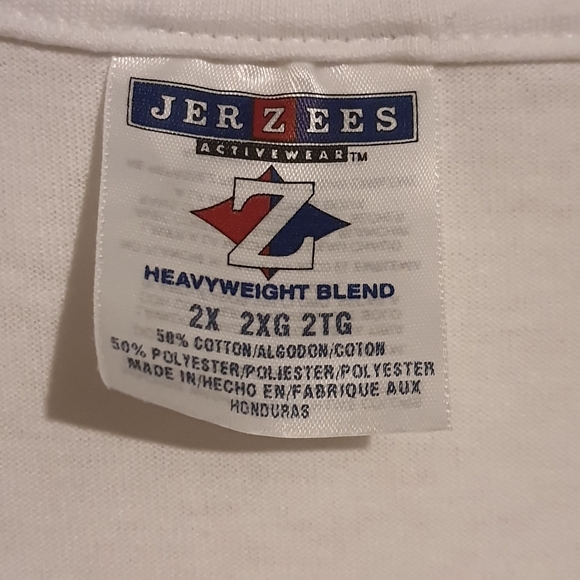 JERZEES
ACTIVEWEAR™
Z
HEAVYWEIGHT BLEND
2X 2XG 2TG
50% COTTON/ALGODON/COTON
50% POLYESTER/POLIESTER/POLYESTER
MADE IN/HECHO EN/FABRIQUE AUX
HONDURAS